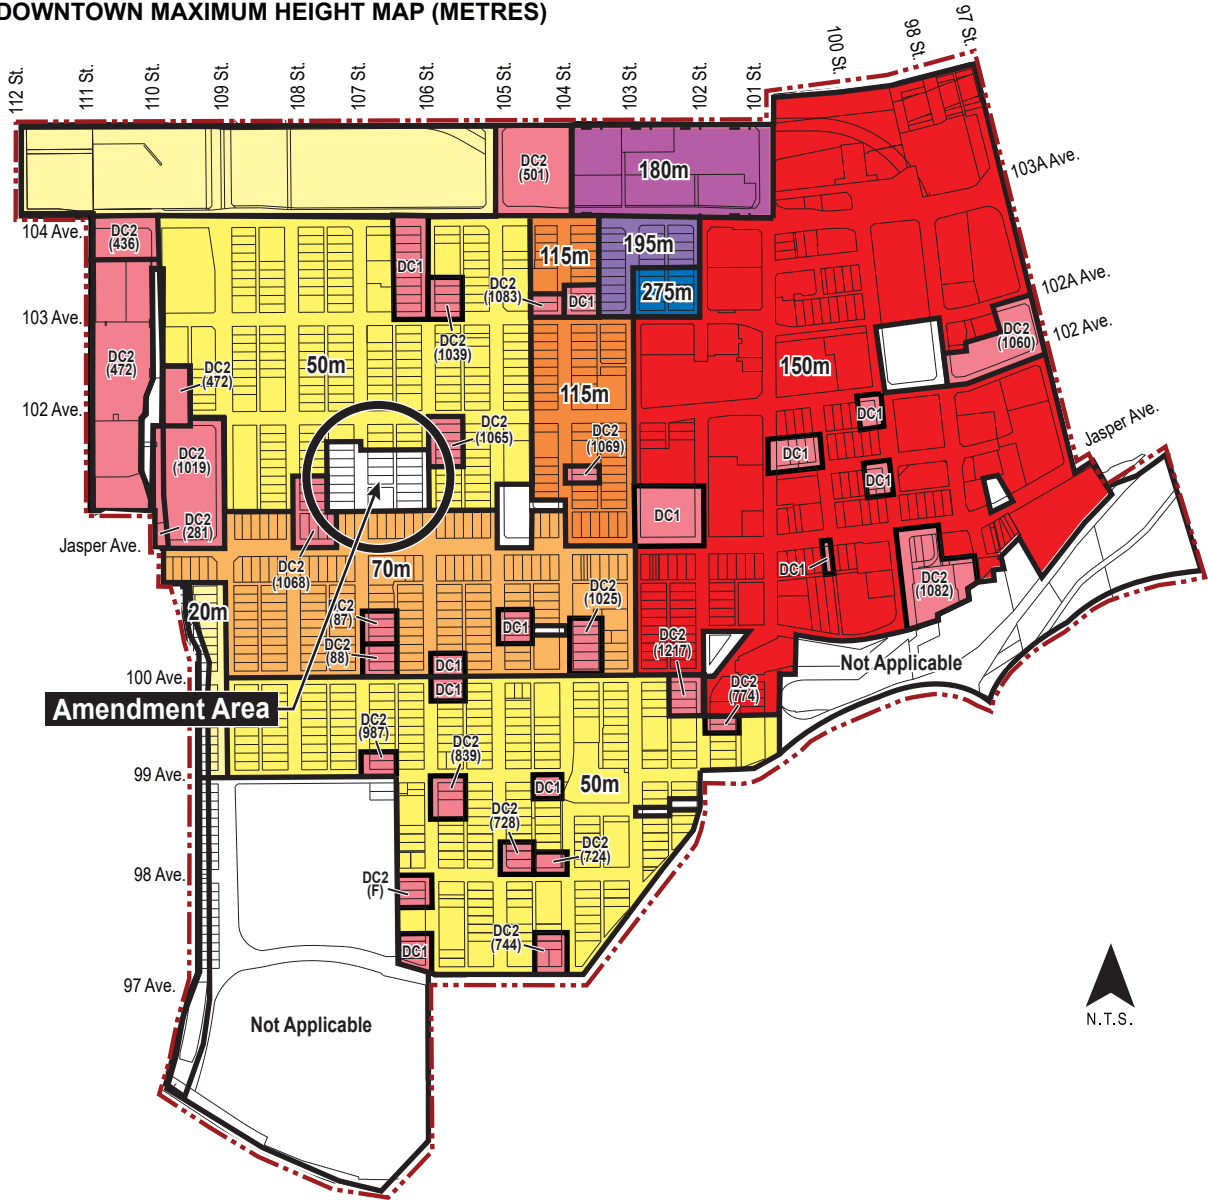 DOWNTOWN MAXIMUM HEIGHT MAP (METRES)
112 St.
111 St.
110 St.
109 St.
108 St.
107 St.
106 St.
105 St.
104 St.
103 St.
102 St.
101 St.
100 St.
98 St.
97 St.
103A Ave.
DC2
(501)
180m
104 Ave.
DC2
(436)
DC1
115m
195m
275m
DC2
(1083)
DC1
102A Ave.
103 Ave.
DC2
(1039)
102 Ave.
DC2
(1060)
DC2
(472)
DC2
(472)
50m
150m
115m
102 Ave.
DC1
Jasper Ave.
DC2
(1065)
DC2
(1069)
DC2
(1019)
DC1
DC1
DC1
DC2
(281)
Jasper Ave.
DC2
(1068)
70m
DC1
DC2
(1082)
20m
DC2
(87)
DC2
(1025)
DC1
DC2
(88)
DC1
DC2
(1217)
Not Applicable
100 Ave.
DC1
DC2
(774)
Amendment Area
DC2
(987)
DC2
(839)
99 Ave.
DC1
50m
DC2
(728)
DC2
(724)
98 Ave.
DC2
(F)
DC1
DC2
(744)
97 Ave.
Not Applicable
N.T.S.